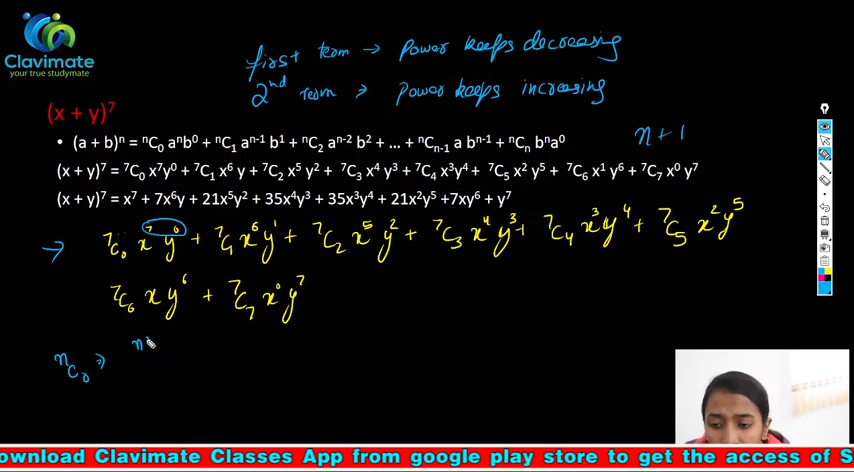 Clavimate
your true studymate
first term → Power keeps decreasing
2nd term ⇒ power keeps increasing
(x + y)⁷
n + 1
• (a + b)ⁿ = ⁿC₀ aⁿb⁰ + ⁿC₁ aⁿ⁻¹ b¹ + ⁿC₂ aⁿ⁻² b² + ... + ⁿCₙ₋₁ a bⁿ⁻¹ + ⁿCₙ bⁿa⁰
(x + y)⁷ = ⁷C₀ x⁷y⁰ + ⁷C₁ x⁶ y + ⁷C₂ x⁵ y² + ⁷C₃ x⁴ y³ + ⁷C₄ x³y⁴ + ⁷C₅ x² y⁵ + ⁷C₆ x¹ y⁶ + ⁷C₇ x⁰ y⁷
(x + y)⁷ = x⁷ + 7x⁶y + 21x⁵y² + 35x⁴y³ + 35x³y⁴ + 21x²y⁵ +7xy⁶ + y⁷
→ ⁷C₀ x⁷ y⁰ + ⁷C₁ x⁶ y¹ + ⁷C₂ x⁵ y² + ⁷C₃ x⁴ y³ + ⁷C₄ x³ y⁴ + ⁷C₅ x² y⁵
⁷C₆ x y⁶ + ⁷C₇ x⁰ y⁷
ⁿCᵣ ⇒ n
ownload Clavimate Classes App from google play store to get the access of S